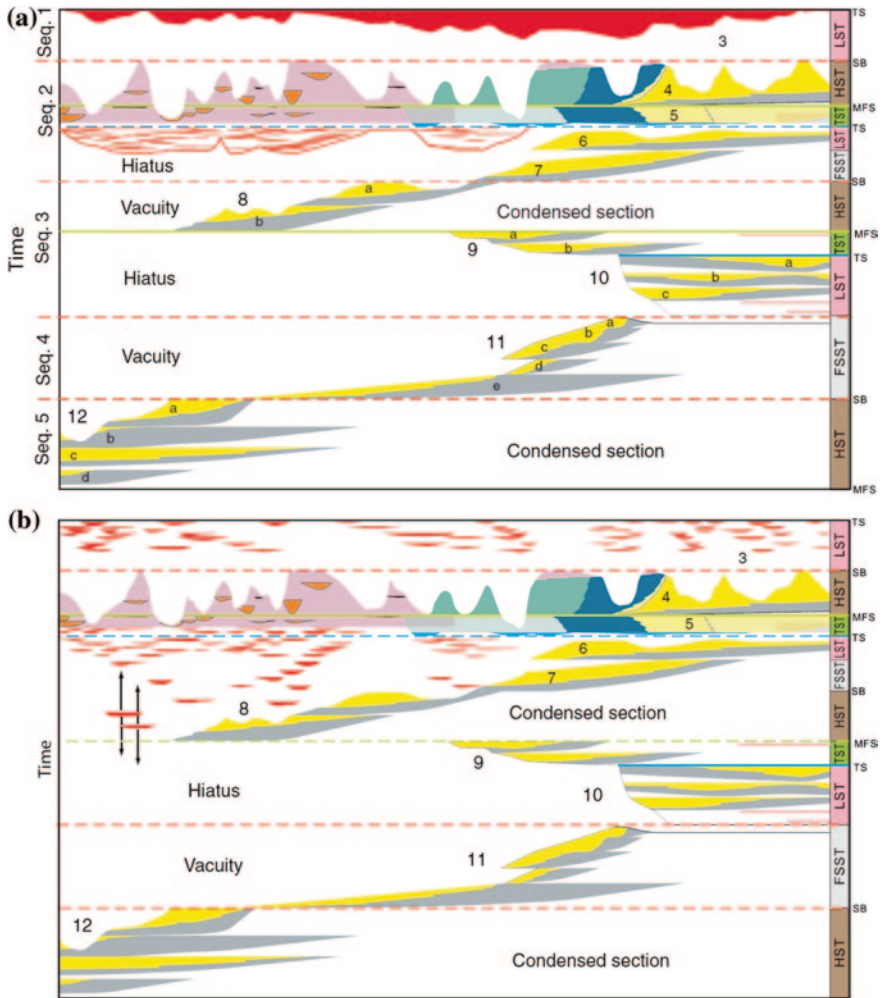 (a)
Seq. 1
TS
3
LST
SB
Seq. 2
4
HST
MFS
5
TST
TS
6
LST
Hiatus
7
FSST
SB
Time
Seq. 3
Vacuity
8
a
b
Condensed section
HST
MFS
9
a
b
TST
TS
Hiatus
10
a
b
c
LST
Seq. 4
Vacuity
11
a
b
c
d
e
FSST
SB
Seq. 5
12
a
b
c
d
Condensed section
HST
MFS
(b)
TS
3
LST
SB
4
HST
MFS
5
TST
TS
6
LST
7
FSST
SB
8
Condensed section
HST
Time
MFS
9
TST
TS
Hiatus
10
LST
Vacuity
11
FSST
SB
12
Condensed section
HST